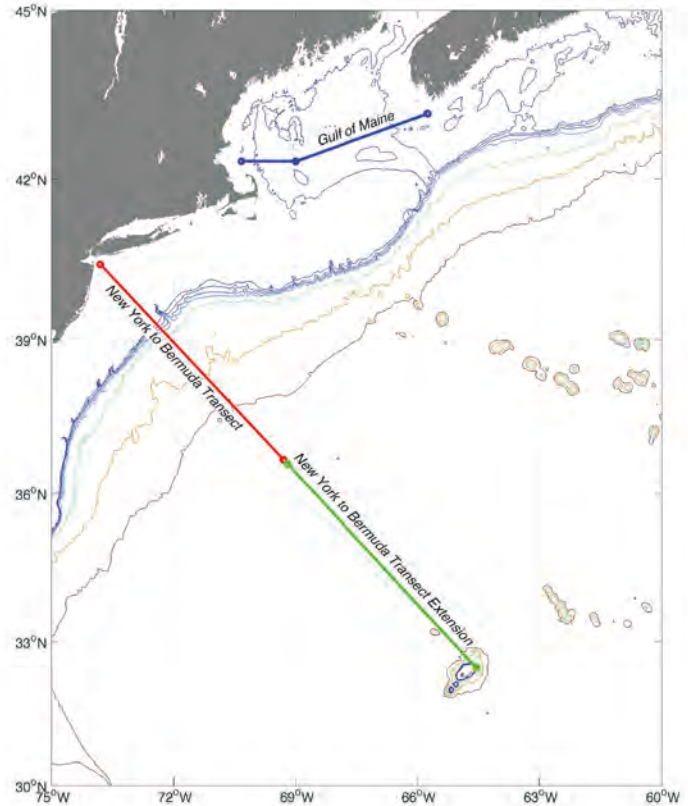 45°N
42°N
39°N
36°N
33°N
30°N
Gulf of Maine
New York to Bermuda Transect
New York to Bermuda Transect Extension
75°W
72°W
69°W
66°W
63°W
60°W